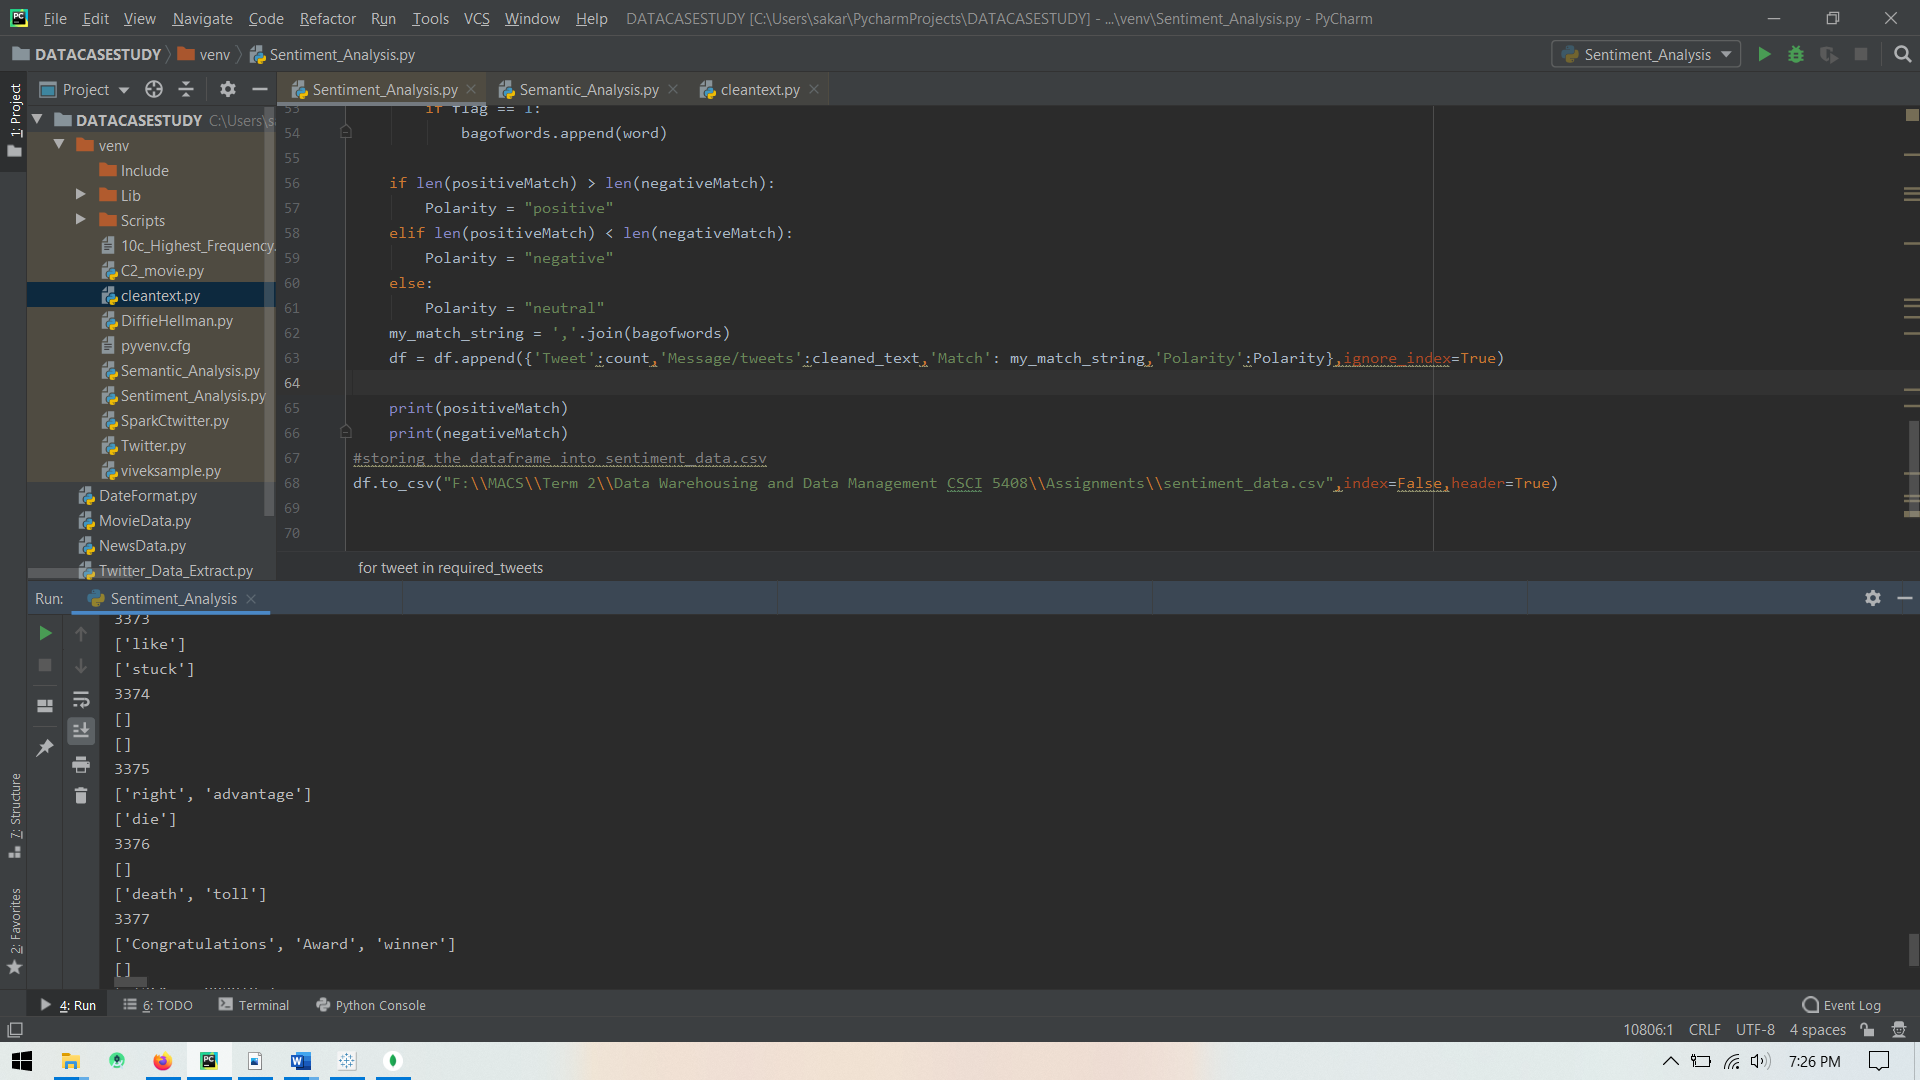 File Edit View Navigate Code Refactor Run Tools VCS Window Help DATACASESTUDY [C:\Users\sakar\PycharmProjects\DATACASESTUDY] - ...\venv\Sentiment_Analysis.py - PyCharm
DATACASESTUDY venv Sentiment_Analysis.py Sentiment_Analysis
Project Sentiment_Analysis.py Semantic_Analysis.py cleantext.py
1: Project
DATACASESTUDY C:\Users\s
venv
Include
Lib
Scripts
10c_Highest_Frequency.
C2_movie.py
cleantext.py
DiffieHellman.py
pyvenv.cfg
Semantic_Analysis.py
Sentiment_Analysis.py
SparkCtwitter.py
Twitter.py
viveksample.py
DateFormat.py
MovieData.py
NewsData.py
Twitter_Data_Extract.py
53 if flag == 1:
54 bagofwords.append(word)
55
56 if len(positiveMatch) > len(negativeMatch):
57 Polarity = "positive"
58 elif len(positiveMatch) < len(negativeMatch):
59 Polarity = "negative"
60 else:
61 Polarity = "neutral"
62 my_match_string = ','.join(bagofwords)
63 df = df.append({'Tweet':count,'Message/tweets':cleaned_text,'Match': my_match_string,'Polarity':Polarity},ignore_index=True)
64
65 print(positiveMatch)
66 print(negativeMatch)
67 #storing the dataframe into sentiment_data.csv
68 df.to_csv("F:\\MACS\\Term 2\\Data Warehousing and Data Management CSCI 5408\\Assignments\\sentiment_data.csv",index=False,header=True)
69
70
for tweet in required_tweets
Run: Sentiment_Analysis
3373
['like']
['stuck']
3374
[]
[]
3375
['right', 'advantage']
['die']
3376
[]
['death', 'toll']
3377
['Congratulations', 'Award', 'winner']
[]
7: Structure
2: Favorites
4: Run 6: TODO Terminal Python Console Event Log
10806:1 CRLF UTF-8 4 spaces
7:26 PM